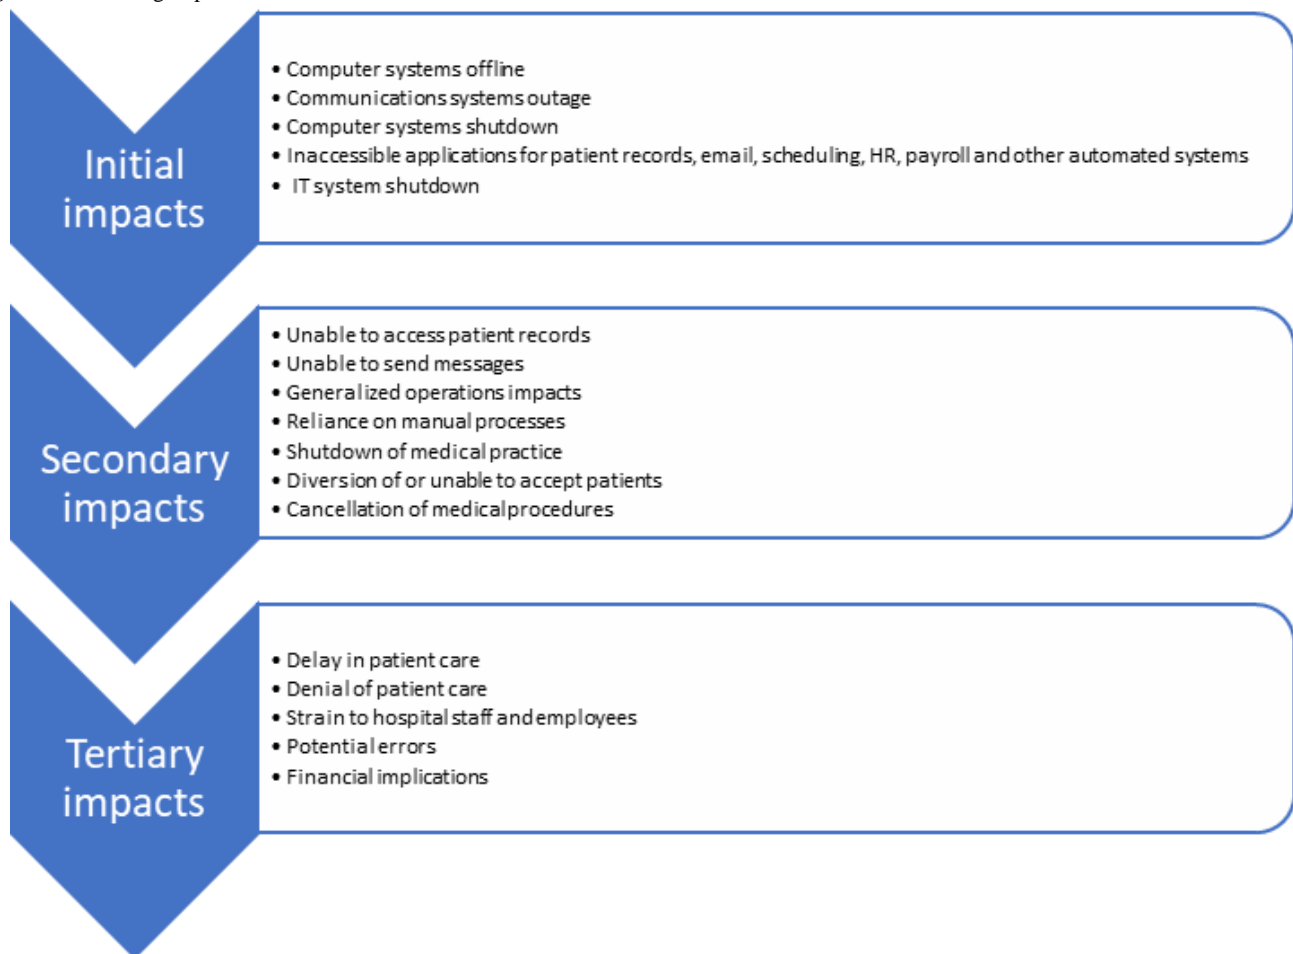 Initial
impacts
• Computer systems offline
• Communications systems outage
• Computer systems shutdown
• Inaccessible applications for patient records, email, scheduling, HR, payroll and other automated systems
• IT system shutdown
Secondary
impacts
• Unable to access patient records
• Unable to send messages
• Generalized operations impacts
• Reliance on manual processes
• Shutdown of medical practice
• Diversion of or unable to accept patients
• Cancellation of medical procedures
Tertiary
impacts
• Delay in patient care
• Denial of patient care
• Strain to hospital staff and employees
• Potential errors
• Financial implications